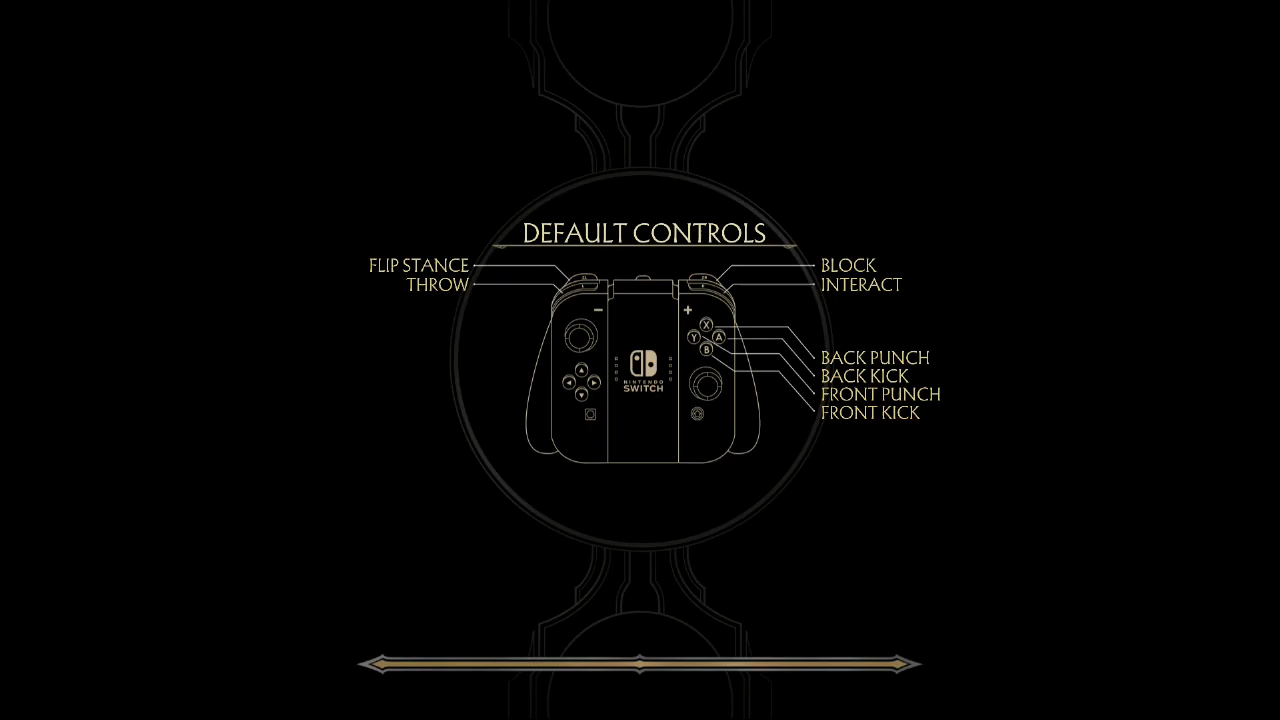 DEFAULT CONTROLS
FLIP STANCE
THROW
BLOCK
INTERACT
X
Y
A
B
NINTENDO
SWITCH
BACK PUNCH
BACK KICK
FRONT PUNCH
FRONT KICK